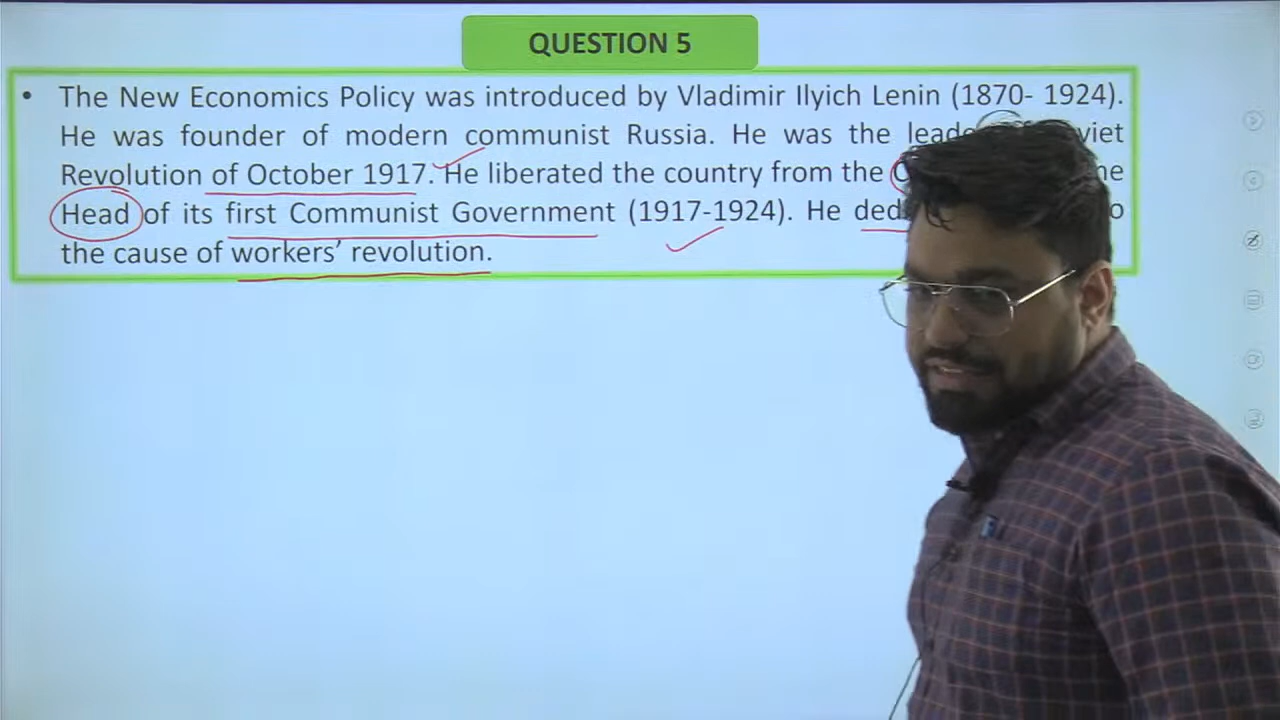 QUESTION 5
• The New Economics Policy was introduced by Vladimir Ilyich Lenin (1870- 1924).
He was founder of modern communist Russia. He was the
Revolution of October 1917. He liberated the country from the
Head of its first Communist Government (1917-1924). He
the cause of workers’ revolution.